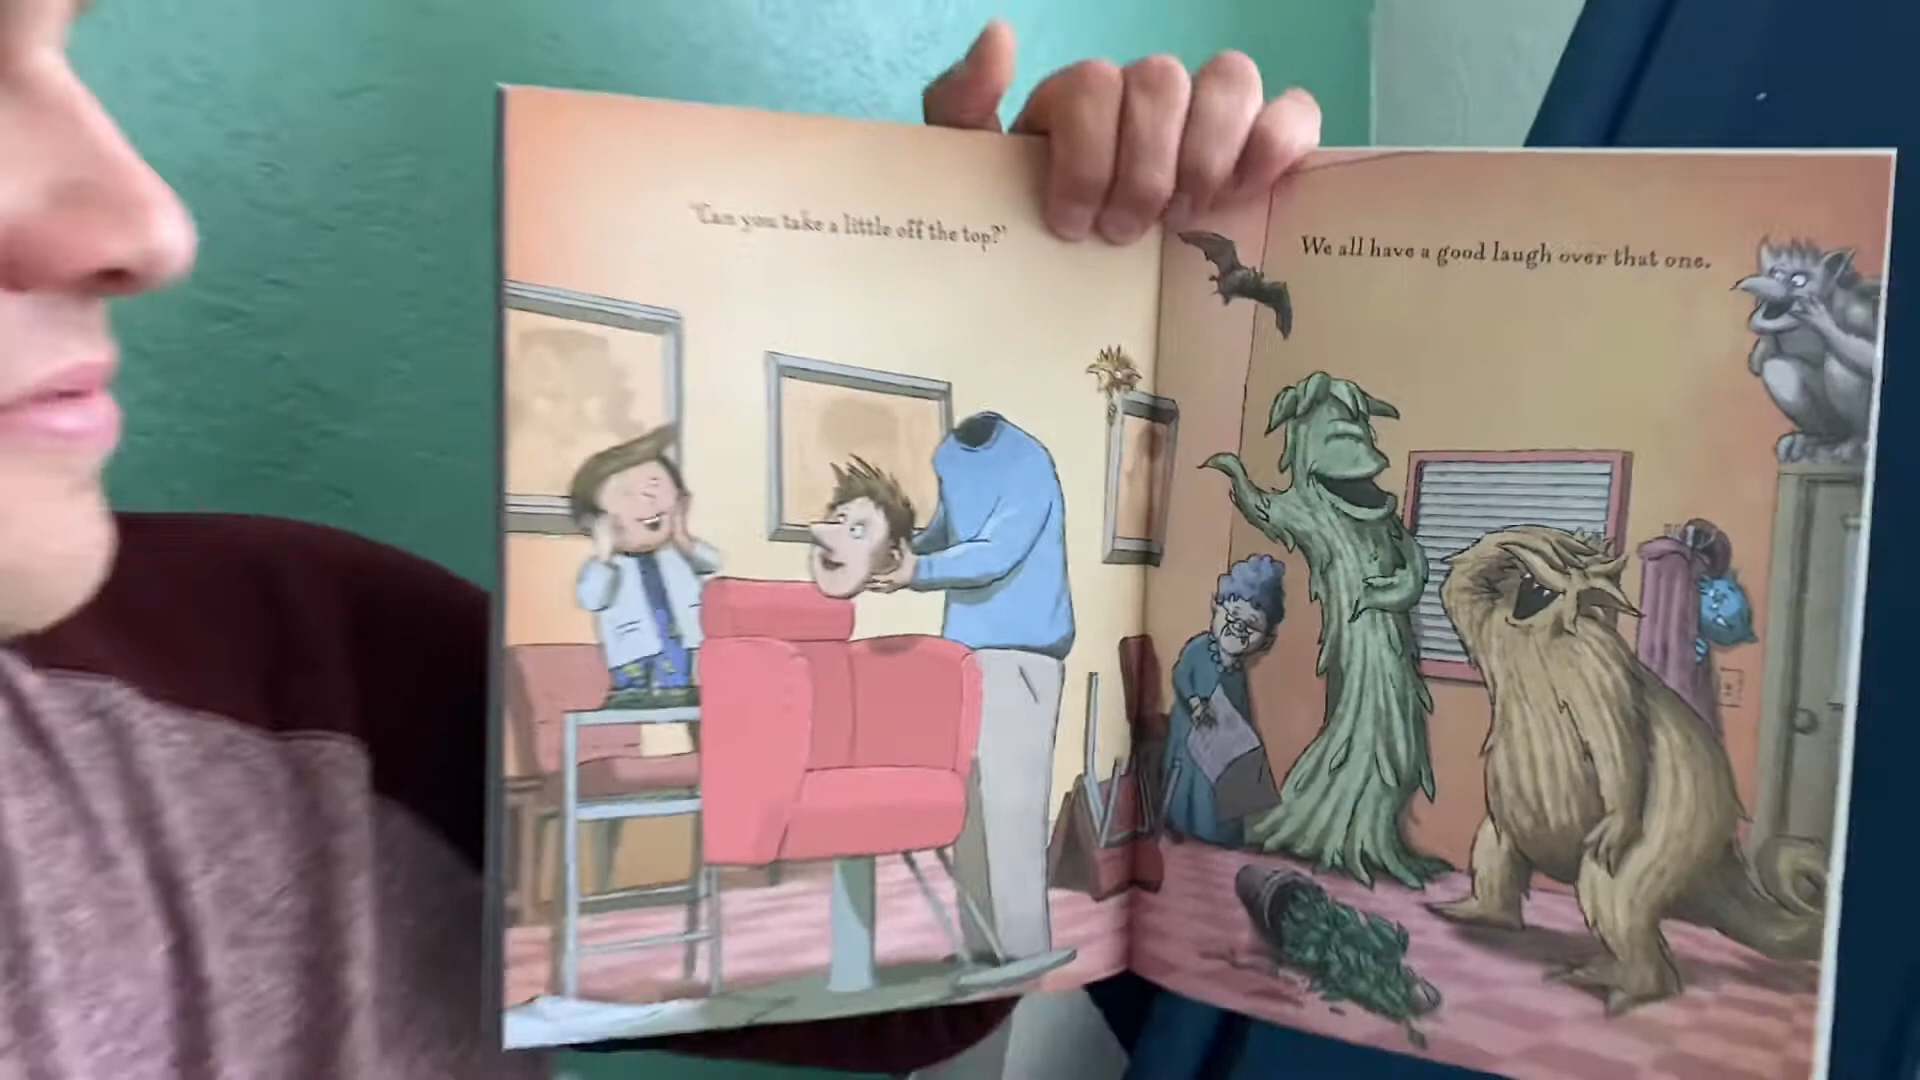 "Can you take a little off the top?"
We all have a good laugh over that one.